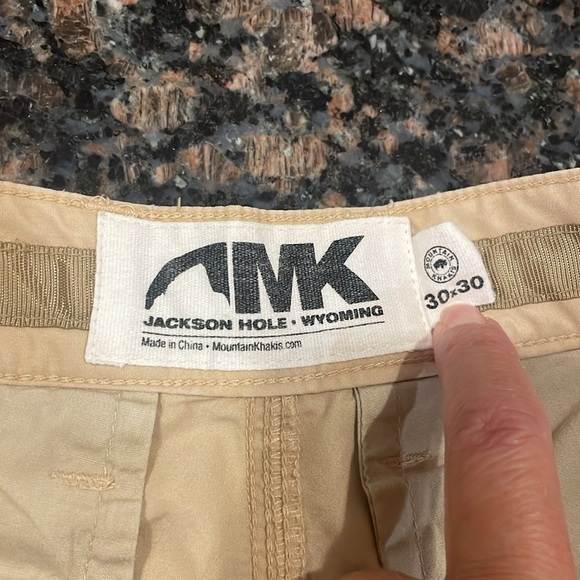 MK
JACKSON HOLE • WYOMING
Made in China • MountainKhakis.com
MOUNTAIN
KHAKIS
30x30